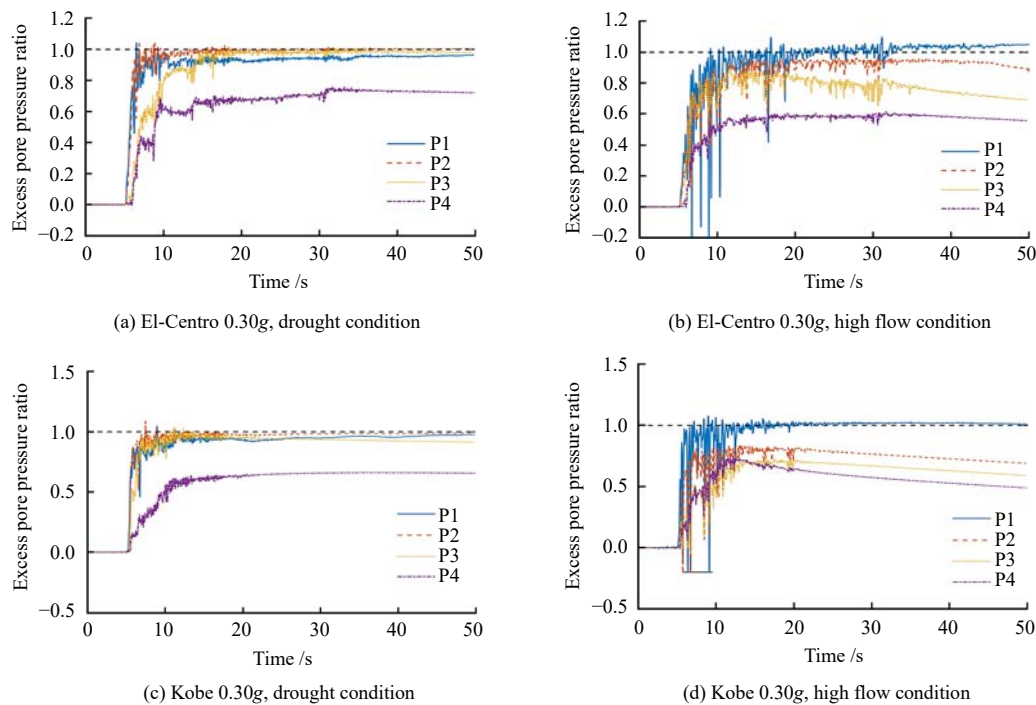 1.2
1.0
0.8
0.6
0.4
0.2
0.0
−0.2
Excess pore pressure ratio
P1
P2
P3
P4
0 10 20 30 40 50
Time /s
(a) El-Centro 0.30g, drought condition
1.2
1.0
0.8
0.6
0.4
0.2
0.0
−0.2
Excess pore pressure ratio
P1
P2
P3
P4
0 10 20 30 40 50
Time /s
(b) El-Centro 0.30g, high flow condition
1.5
1.0
0.5
0.0
−0.5
Excess pore pressure ratio
P1
P2
P3
P4
0 10 20 30 40 50
Time /s
(c) Kobe 0.30g, drought condition
1.5
1.0
0.5
0.0
−0.5
Excess pore pressure ratio
P1
P2
P3
P4
0 10 20 30 40 50
Time /s
(d) Kobe 0.30g, high flow condition